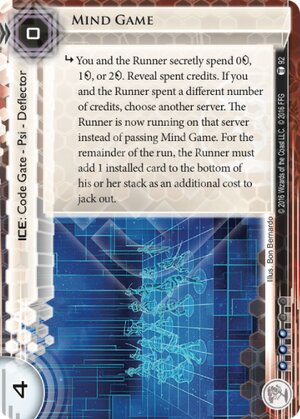 MIND GAME
0
↳ You and the Runner secretly spend 0, 
1, or 2. Reveal spent credits. If you
and the Runner spent a different number
of credits, choose another server. The
Runner is now running on that
server instead of passing Mind Game. For the
remainder of the run, the Runner must
add 1 installed card to the bottom of
his or her stack as an additional cost to
jack out.
ICE: Code Gate - Psi - Deflector
92
© 2016 Wizards of the Coast LLC. © 2016 FFG
Illus. Bon Bernardo
4